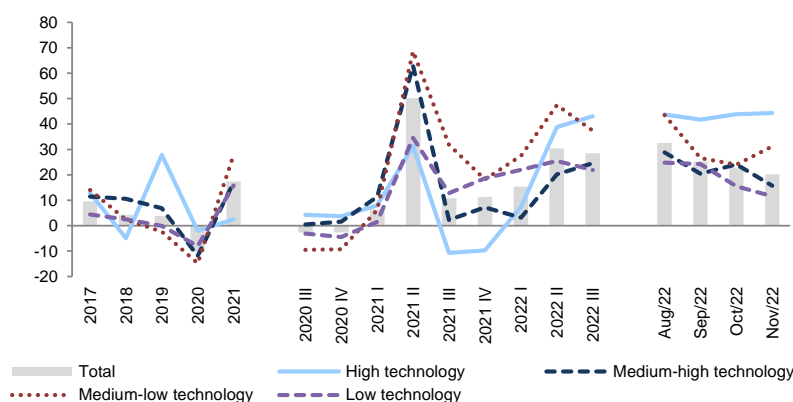 80
70
60
50
40
30
20
10
0
-10
-20
2017
2018
2019
2020
2021
2020 III
2020 IV
2021 I
2021 II
2021 III
2021 IV
2022 I
2022 II
2022 III
Aug/22
Sep/22
Oct/22
Nov/22
Total High technology Medium-high technology
Medium-low technology Low technology